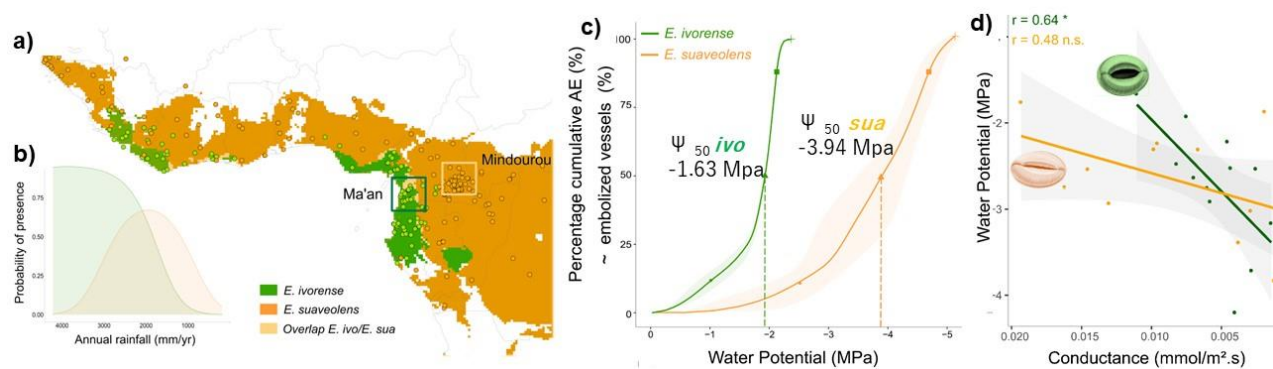 a)
Mindourou
Ma'an
b)
Probability of presence
0.75
0.50
0.25
0.00
4000
3000
2000
1000
Annual rainfall (mm/yr)
E. ivorense
E. suaveolens
Overlap E. ivo/E. sua
c)
Percentage cumulative AE (%)
~ embolized vessels (%)
E. ivorense
E. suaveolens
100
75
50
25
0
Ψ 50 ivo
-1.63 Mpa
Ψ 50 sua
-3.94 Mpa
0
-1
-2
-3
-4
-5
Water Potential (MPa)
d)
r = 0.64 *
r = 0.48 n.s.
Water Potential (MPa)
-2
-3
-4
0.020
0.015
0.010
0.005
Conductance (mmol/m².s)